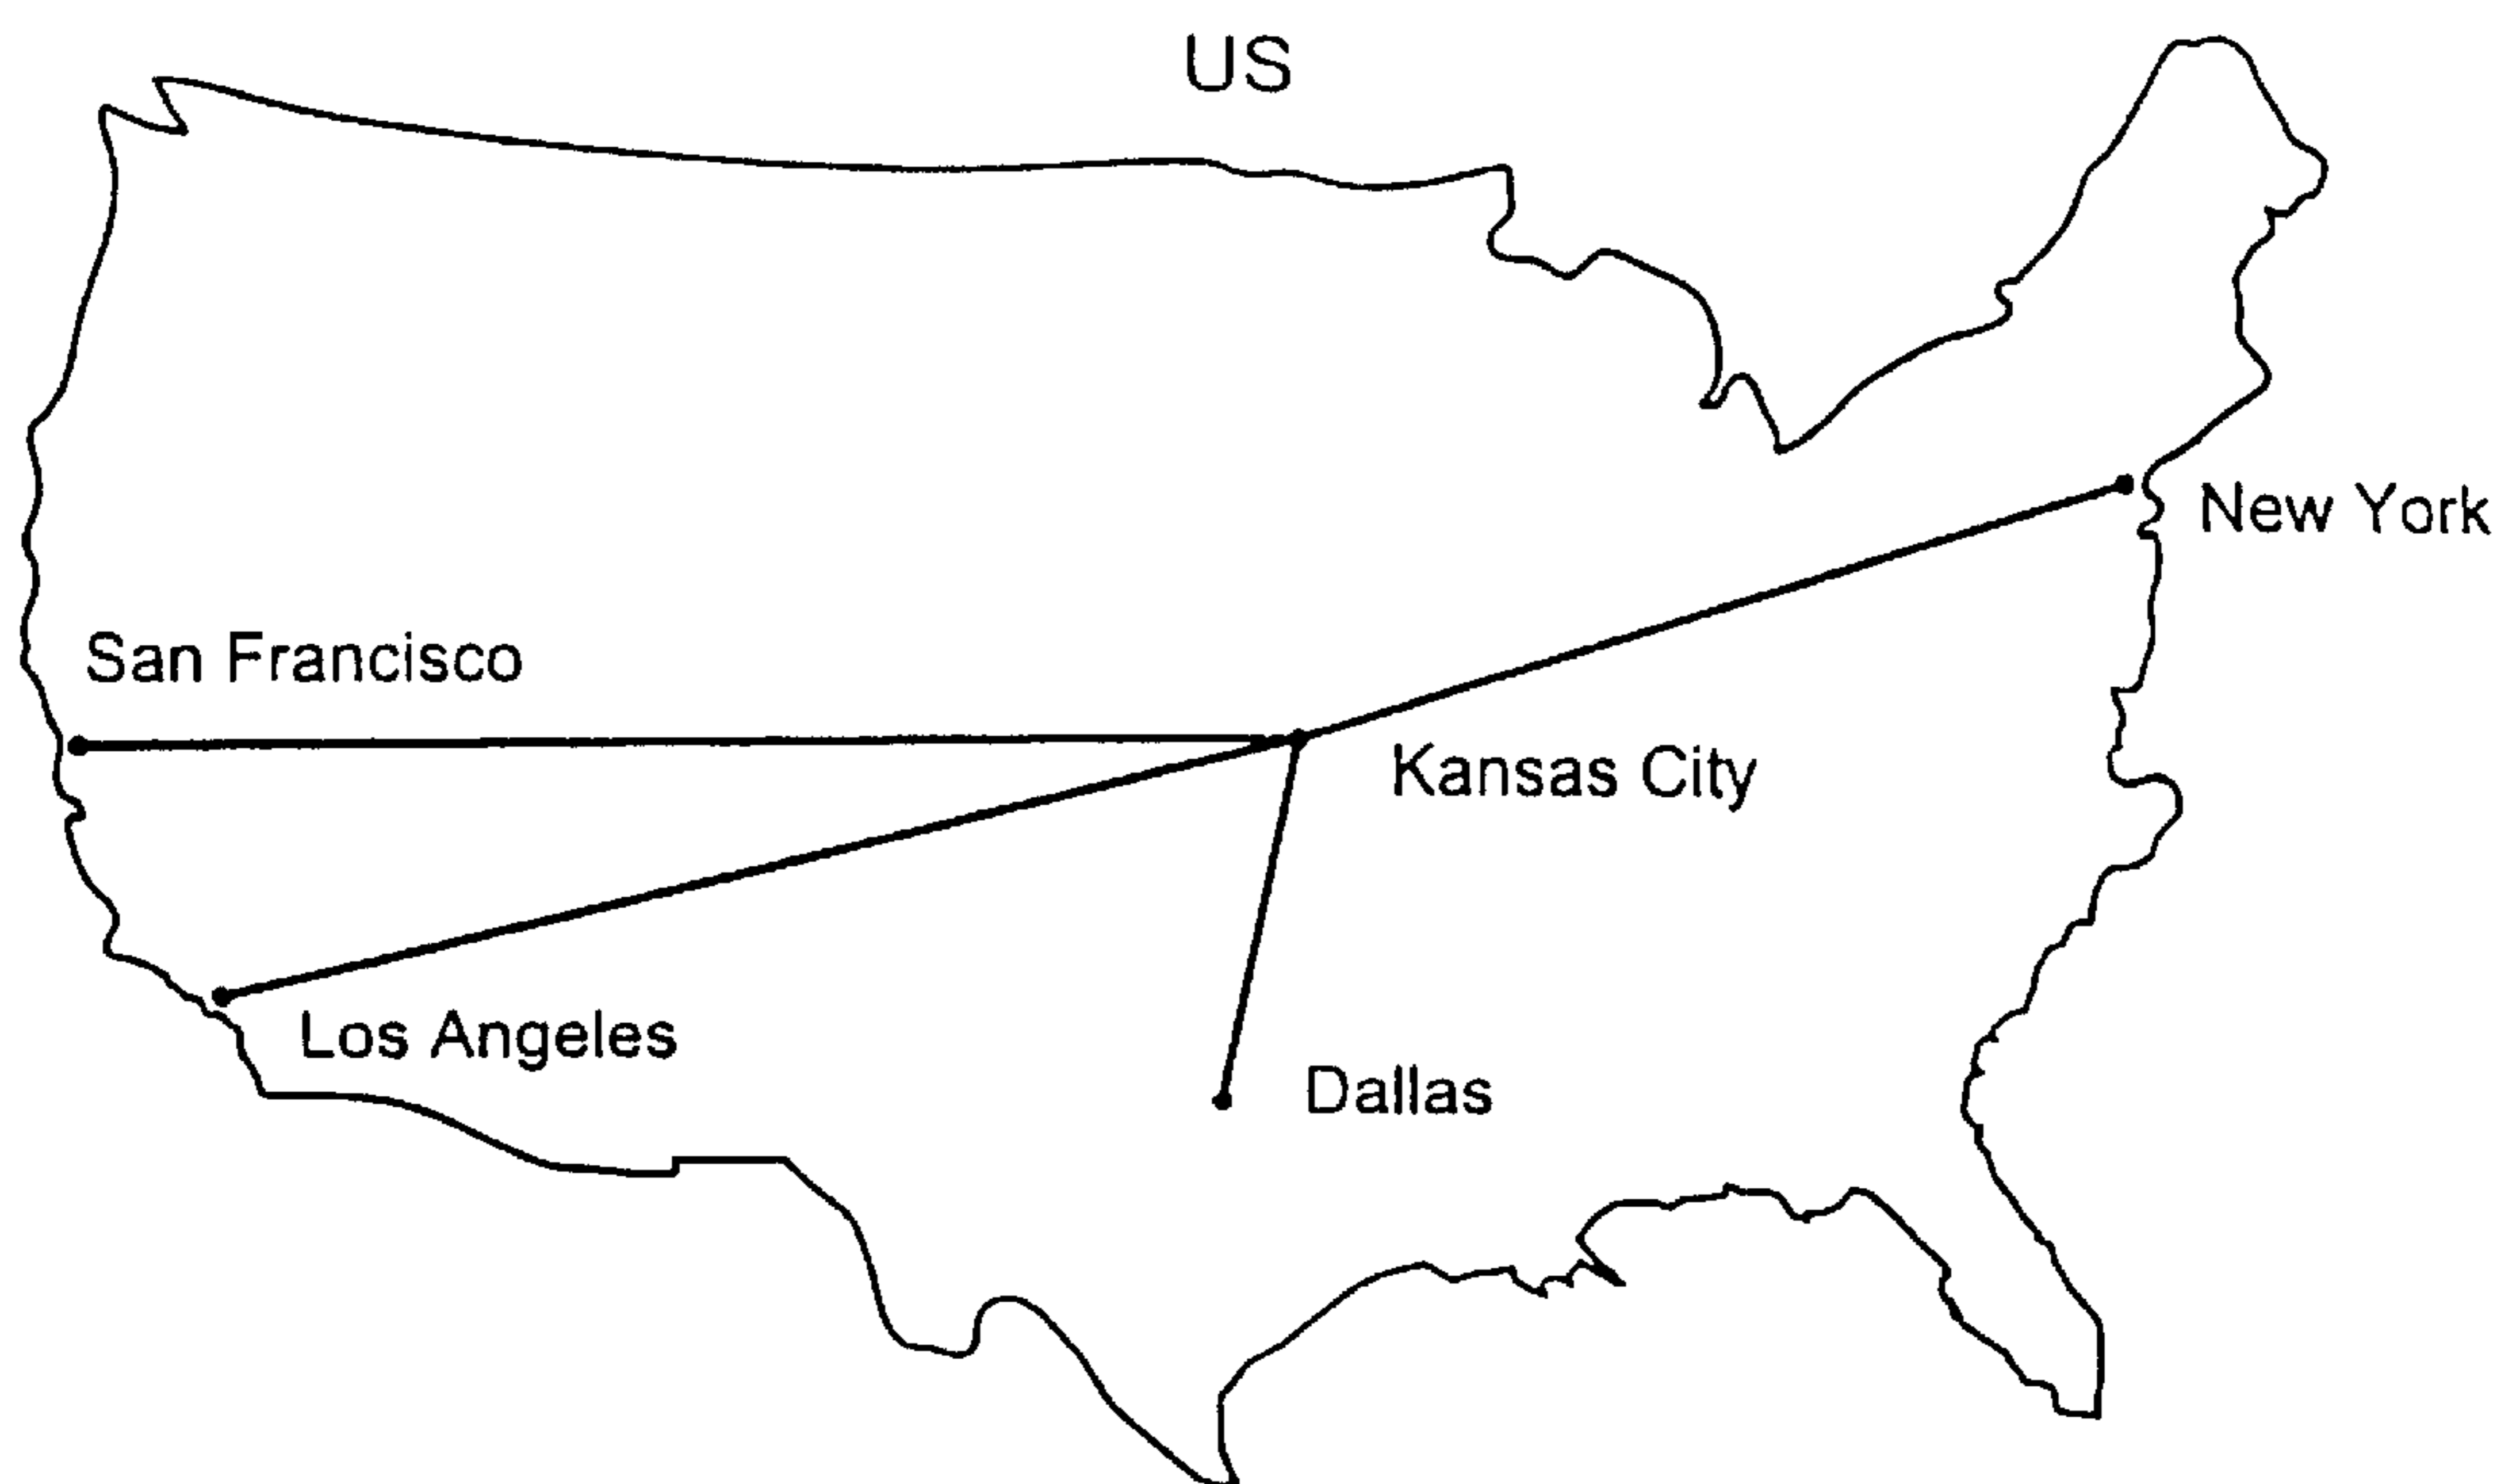 US
New York
San Francisco
Kansas City
Los Angeles
Dallas